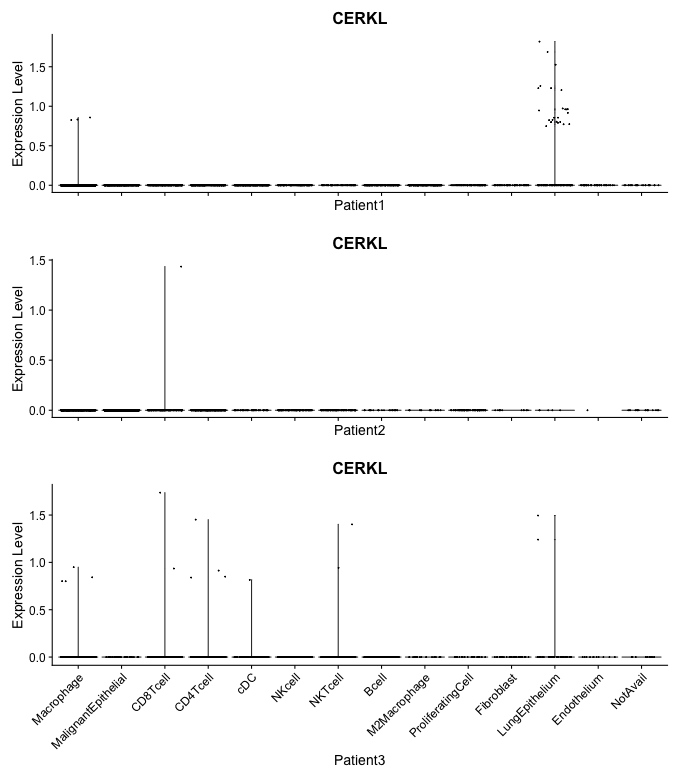 CERKL
Expression Level
1.5
1.0
0.5
0.0
Patient1
CERKL
Expression Level
1.5
1.0
0.5
0.0
Patient2
CERKL
Expression Level
1.5
1.0
0.5
0.0
Macrophage
MalignantEpithelial
CD8Tcell
CD4Tcell
cDC
NKcell
NKTcell
Bcell
M2Macrophage
ProliferatingCell
Fibroblast
LungEpithelium
Endothelium
NotAvail
Patient3